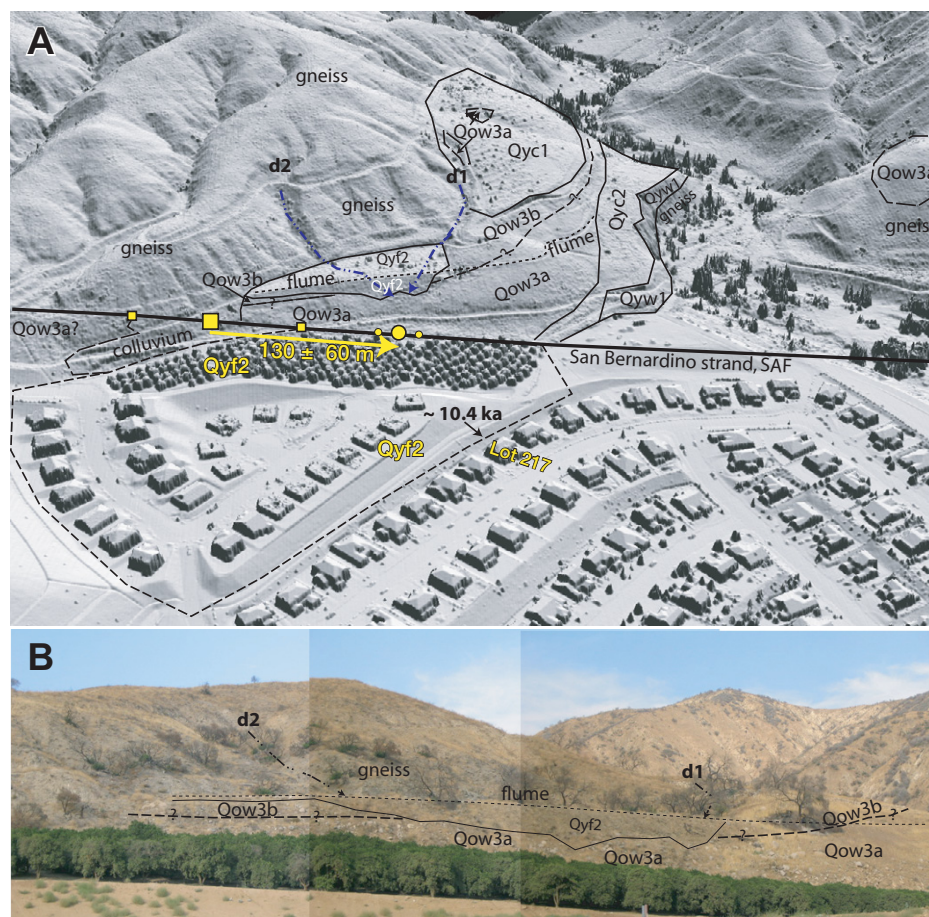 A
gneiss
Qow3a
Qyc1
Qow3a
d2
d1
Qyw1
gneiss
Qyc2
gneiss
gneis
Qow3b
gneiss
flume
Qyf2
Qow3b
flume
Qyf2
Qow3a
Qyw1
Qow3a
Qow3a?
colluvium
130 ± 60 m
Qyf2
San Bernardino strand, SAF
~ 10.4 ka
Qyf2
Lot 217
B
d2
gneiss
d1
flume
Qow3b
?
?
Qyf2
Qow3b
?
?
Qow3a
Qow3a
Qow3a